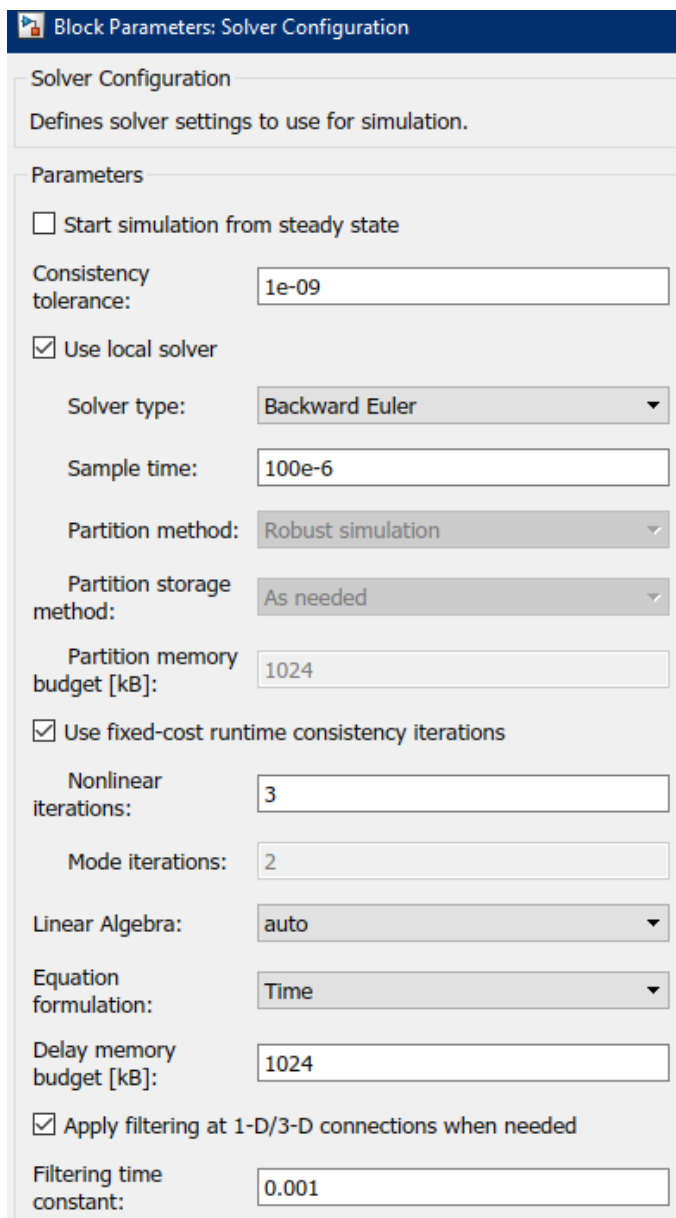 Block Parameters: Solver Configuration
Solver Configuration
Defines solver settings to use for simulation.
Parameters
Start simulation from steady state
Consistency
tolerance:
1e-09
Use local solver
Solver type:
Backward Euler
Sample time:
100e-6
Partition method:
Robust simulation
Partition storage
method:
As needed
Partition memory
budget [kB]:
1024
Use fixed-cost runtime consistency iterations
Nonlinear
iterations:
3
Mode iterations:
2
Linear Algebra:
auto
Equation
formulation:
Time
Delay memory
budget [kB]:
1024
Apply filtering at 1-D/3-D connections when needed
Filtering time
constant:
0.001